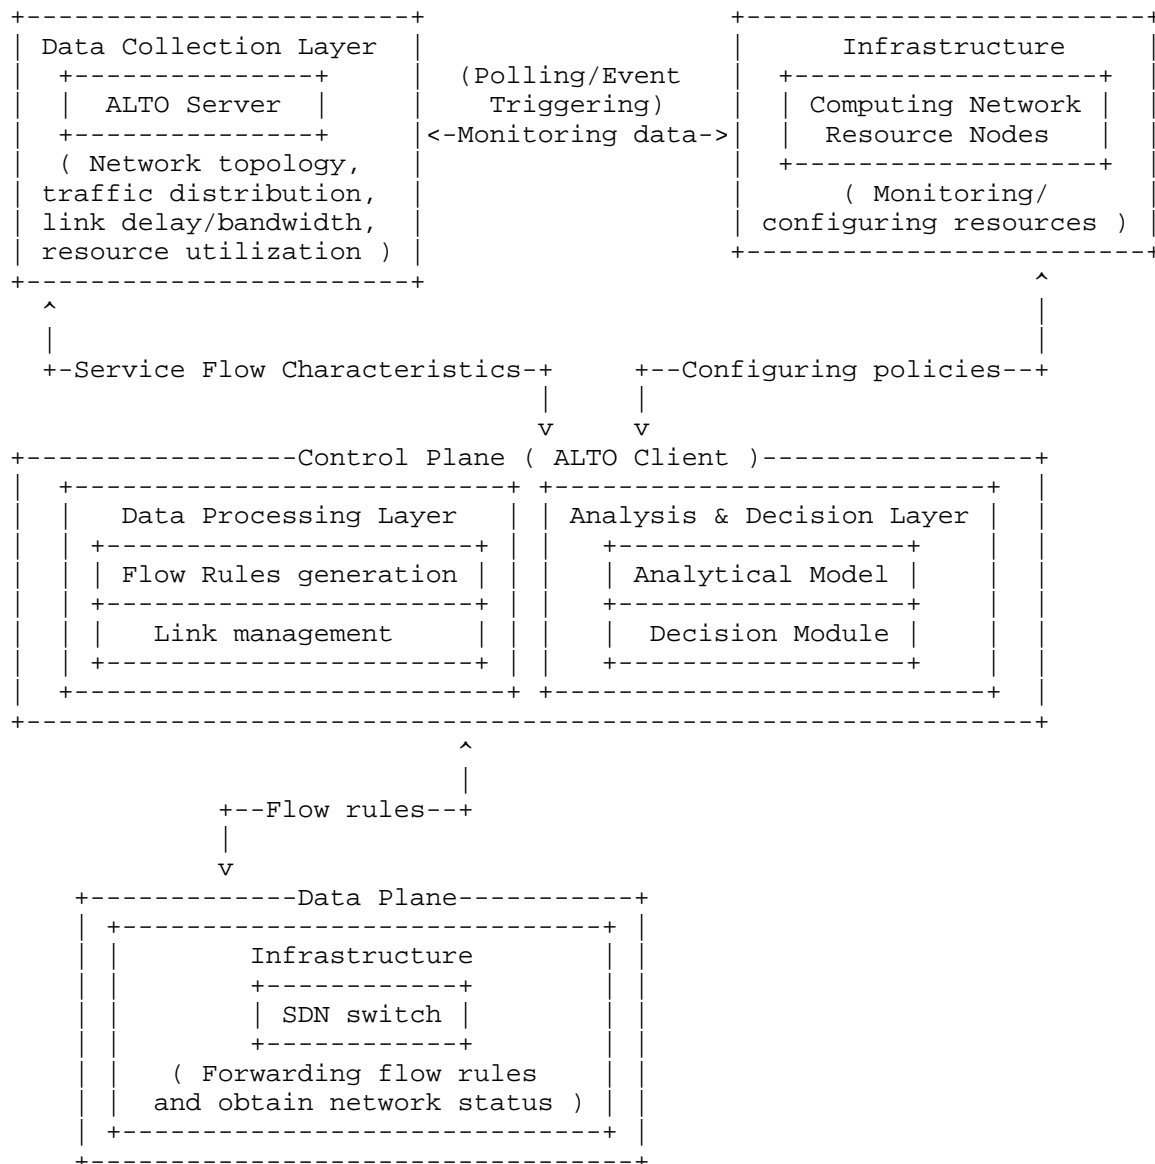 Data Collection Layer
ALTO Server
( Network topology,
traffic distribution,
link delay/bandwidth,
resource utilization )
(Polling/Event
Triggering)
<-Monitoring data->
Infrastructure
Computing Network
Resource Nodes
( Monitoring/
configuring resources )
Service Flow Characteristics
Configuring policies
Control Plane ( ALTO Client )
Data Processing Layer
Flow Rules generation
Link management
Analysis & Decision Layer
Analytical Model
Decision Module
Flow rules
Data Plane
Infrastructure
SDN switch
( Forwarding flow rules
and obtain network status )